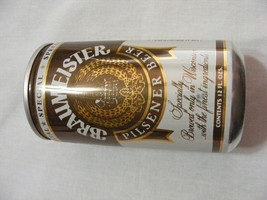 SPECIAL
BRAUMEISTER
PILSENER BEER
Specially
Brewed only in Wisconsin
with the finest ingredients
CONTENTS 12 FL. OZS.